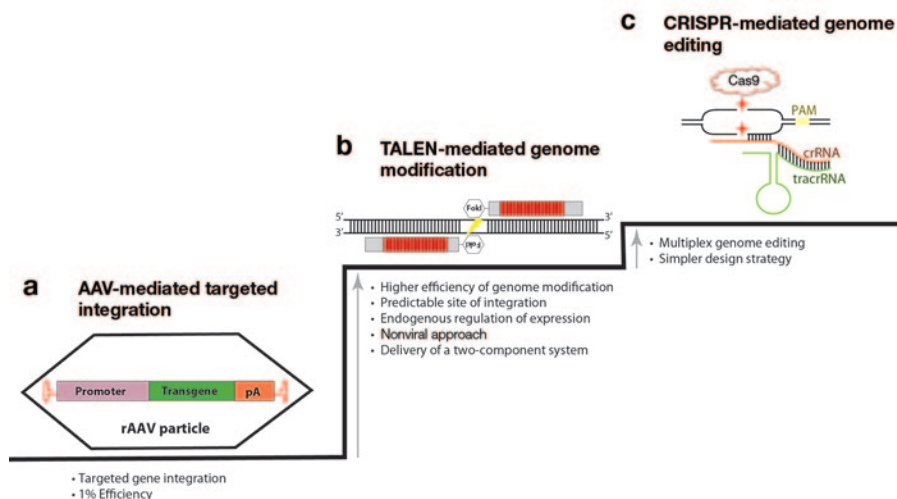 a AAV-mediated targeted
integration
Promoter Transgene pA
rAAV particle
• Targeted gene integration
• 1% Efficiency
b TALEN-mediated genome
modification
FokI
5' 3'
3' 5'
FokI
• Higher efficiency of genome modification
• Predictable site of integration
• Endogenous regulation of expression
• Nonviral approach
• Delivery of a two-component system
c CRISPR-mediated genome
editing
Cas9
PAM
crRNA
tracrRNA
• Multiplex genome editing
• Simpler design strategy